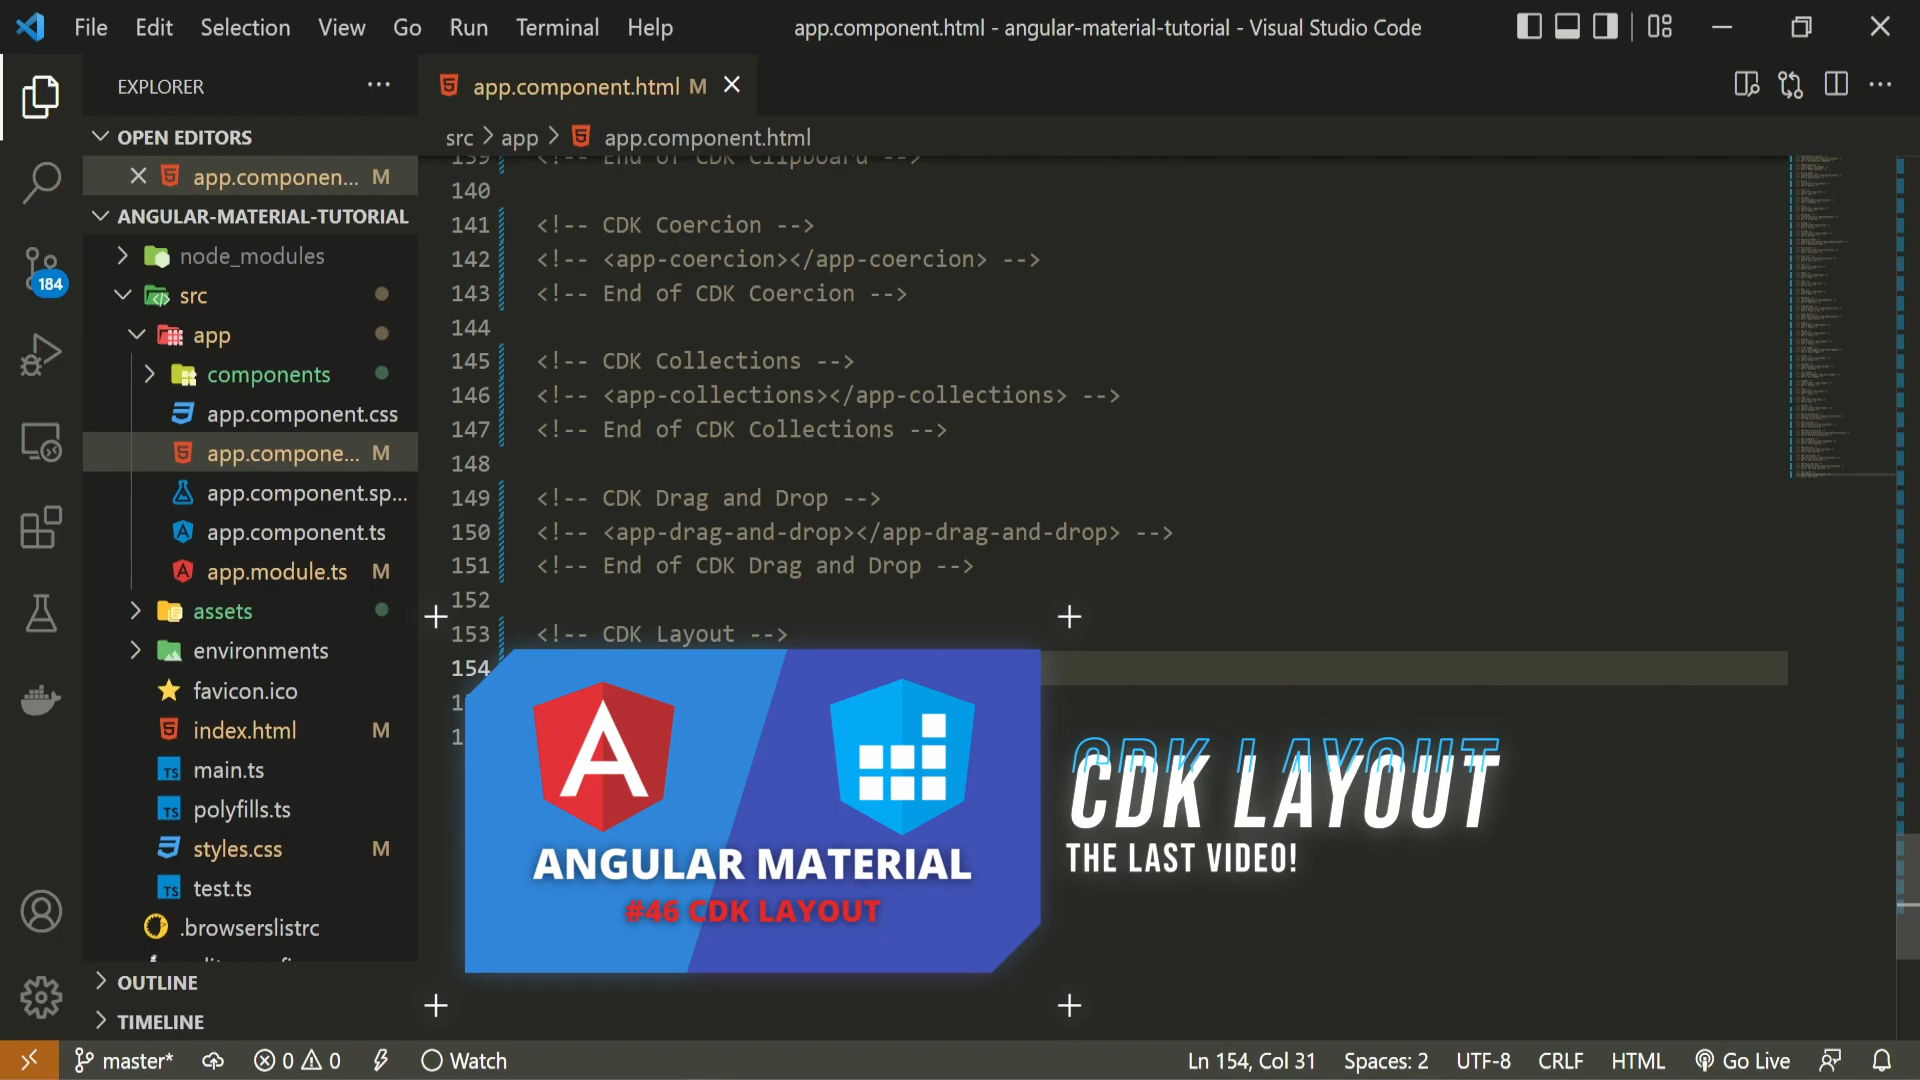 File Edit Selection View Go Run Terminal Help
app.component.html - angular-material-tutorial - Visual Studio Code
EXPLORER
app.component.html M
OPEN EDITORS
src > app > app.component.html
app.componen... M
ANGULAR-MATERIAL-TUTORIAL
node_modules
src
app
components
app.component.css
app.compone... M
app.component.sp...
app.component.ts
app.module.ts M
assets
environments
favicon.ico
index.html M
main.ts
polyfills.ts
styles.css M
test.ts
.browserslistrc
OUTLINE
TIMELINE
184
139 <!-- End of CDK Clipboard -->
140
141 <!-- CDK Coercion -->
142 <!-- <app-coercion></app-coercion> -->
143 <!-- End of CDK Coercion -->
144
145 <!-- CDK Collections -->
146 <!-- <app-collections></app-collections> -->
147 <!-- End of CDK Collections -->
148
149 <!-- CDK Drag and Drop -->
150 <!-- <app-drag-and-drop></app-drag-and-drop> -->
151 <!-- End of CDK Drag and Drop -->
152
153 <!-- CDK Layout -->
154
A
ANGULAR MATERIAL
#46 CDK LAYOUT
CDK LAYOUT
CDK LAYOUT
THE LAST VIDEO!
master* 0 0 Watch
Ln 154, Col 31 Spaces: 2 UTF-8 CRLF HTML Go Live